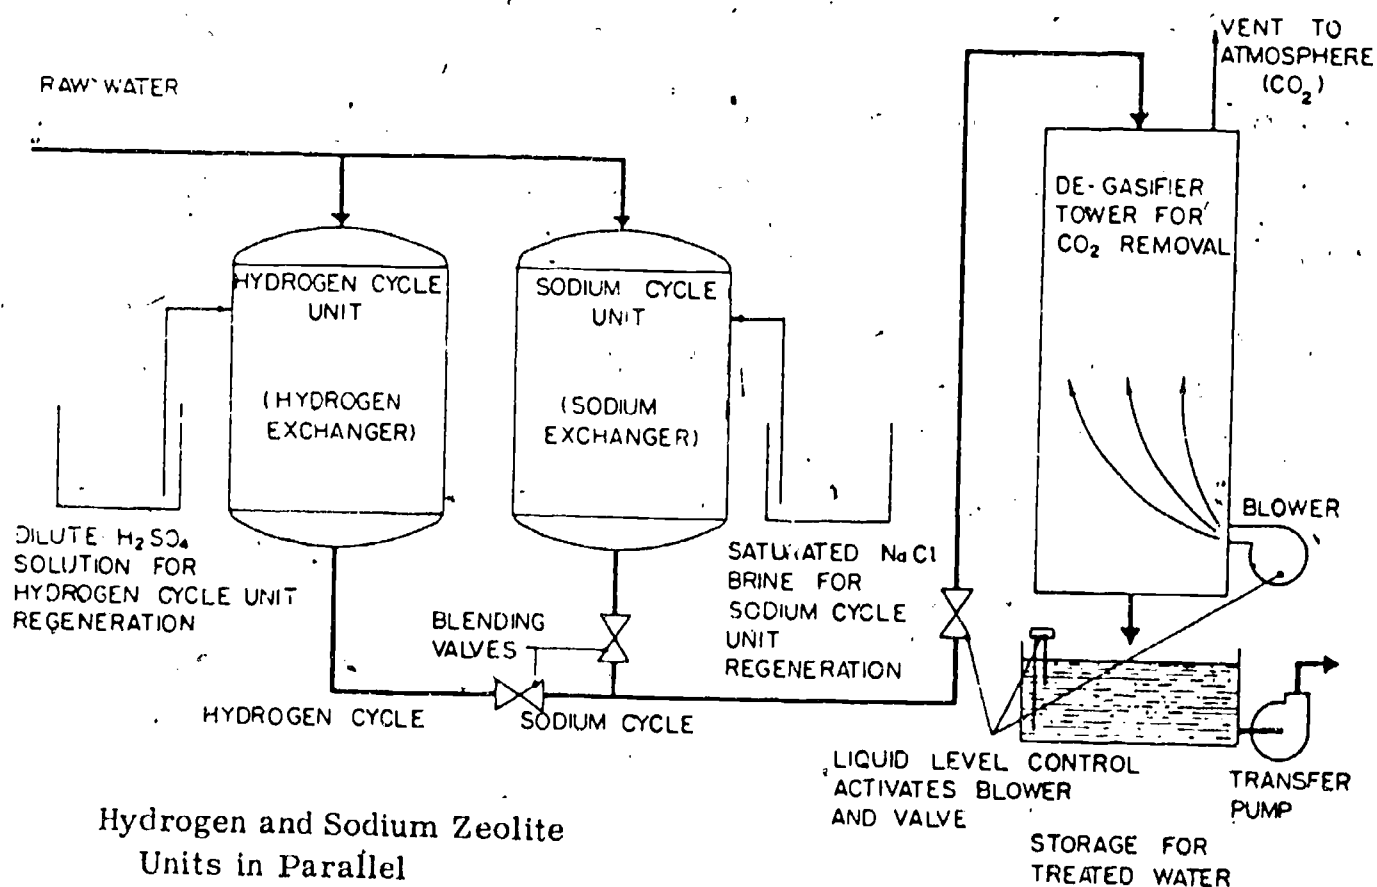 VENT TO
ATMOSPHERE
(CO₂)
RAW WATER
DE-GASIFIER
TOWER FOR
CO₂ REMOVAL
HYDROGEN CYCLE
UNIT
(HYDROGEN
EXCHANGER)
SODIUM CYCLE
UNIT
(SODIUM
EXCHANGER)
BLOWER
DILUTE H₂SO₄
SOLUTION FOR
HYDROGEN CYCLE UNIT
REGENERATION
SATURATED NaCl
BRINE FOR
SODIUM CYCLE
UNIT
REGENERATION
BLENDING
VALVES
HYDROGEN CYCLE
SODIUM CYCLE
LIQUID LEVEL CONTROL
ACTIVATES BLOWER
AND VALVE
TRANSFER
PUMP
STORAGE FOR
TREATED WATER
Hydrogen and Sodium Zeolite
Units in Parallel